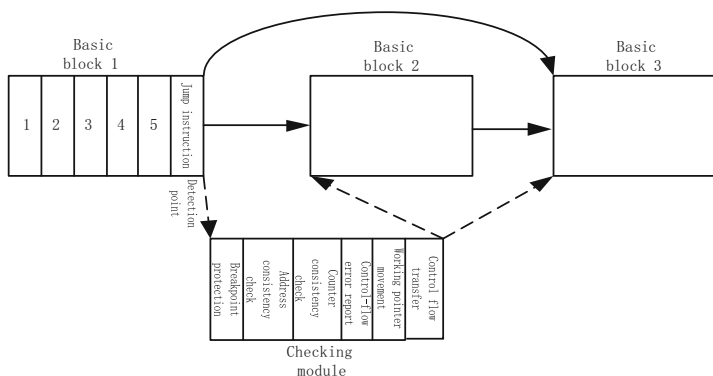 Basic
block 1
Basic
block 2
Basic
block 3
1
2
3
4
5
Jump instruction
Detection
point
Breakpoint
protection
Address
consistency
check
Counter
consistency
check
Control-flow
error report
Working pointer
movement
Control flow
transfer
Checking
module